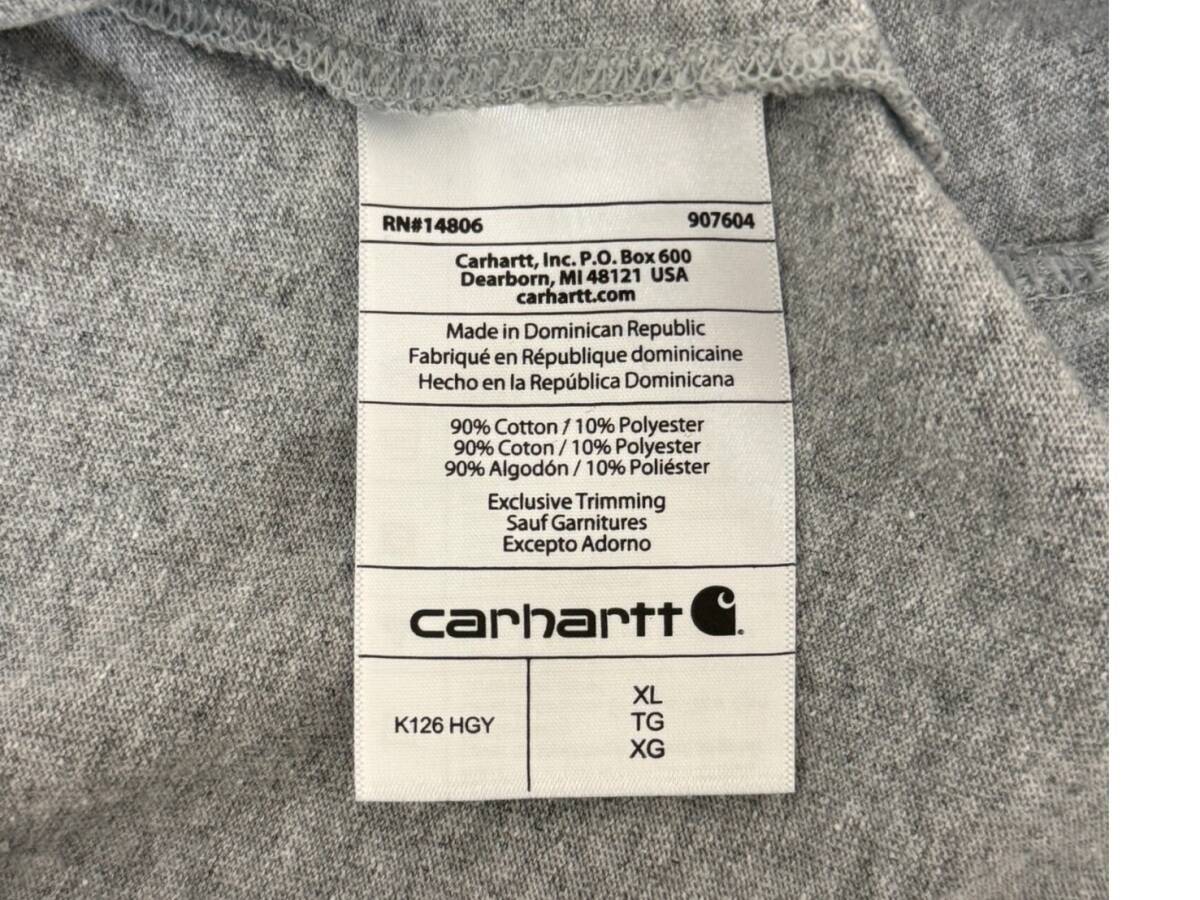 RN#14806 907604
Carhartt, Inc. P.O. Box 600
Dearborn, MI 48121 USA
carhartt.com
Made in Dominican Republic
Fabriqué en République dominicaine
Hecho en la República Dominicana
90% Cotton / 10% Polyester
90% Coton / 10% Polyester
90% Algodón / 10% Poliéster
Exclusive Trimming
Sauf Garnitures
Excepto Adorno
carhartt
K126 HGY
XL
TG
XG